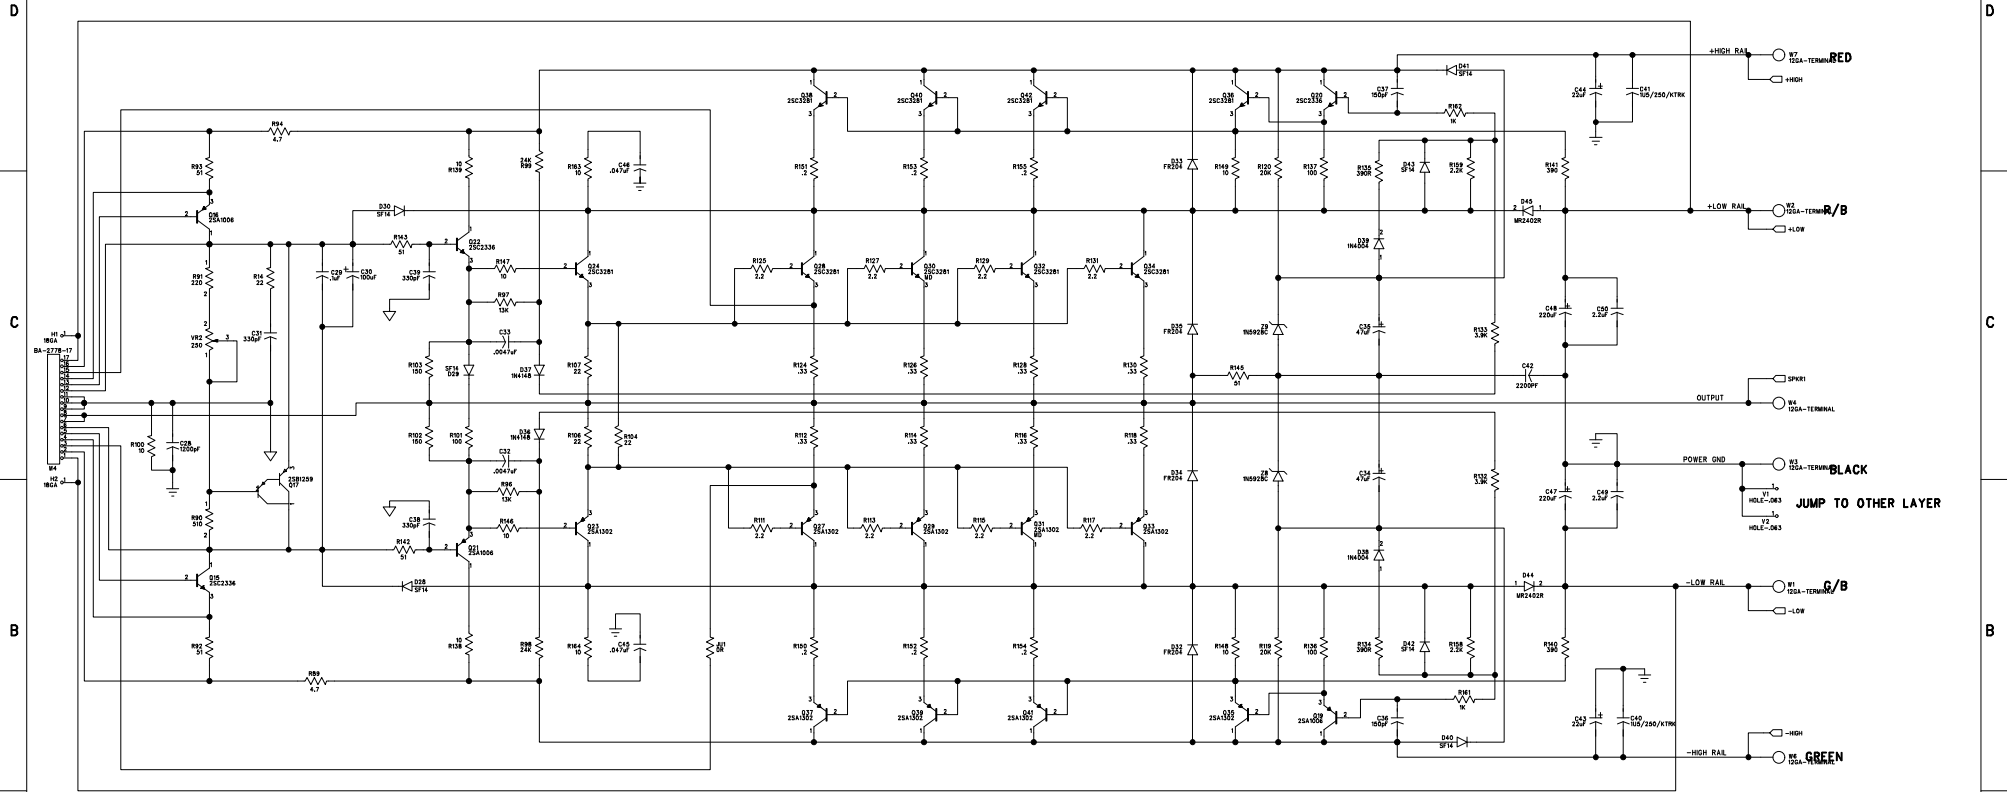 D
D
+HIGH RAIL
W7
12GA-TERMINAL
RED
+HIGH
D41
SF14
Q38
2SC3281
Q40
2SC3281
Q42
2SC3281
Q36
2SC3281
Q20
2SC2336
C37
150pF
R162
1K
C44
22uF
C41
1U5/250/KTRK
R94
4.7
R93
51
10
R139
24K
R99
R163
10
C46
.047uF
R151
.2
R153
.2
R155
.2
D33
FR204
R149
10
R120
20K
R137
100
R135
390R
D43
SF14
R159
2.2K
R141
390
Q16
2SA1006
D30
SF14
D45
MR2402R
+LOW RAIL
W2
12GA-TERMINAL
R/B
+LOW
R143
51
Q22
2SC2336
R147
10
Q24
2SC3281
R125
2.2
Q28
2SC3281
R127
2.2
Q30
2SC3281
MD
R129
2.2
Q32
2SC3281
R131
2.2
Q34
2SC3281
D39
1N4004
R91
220
R14
22
C29
.1uF
C30
100uF
C39
330pF
R97
13K
C
C
H1
18GA
BA-2778-17
VR2
250
C31
330pF
C33
.0047uF
D35
FR204
Z9
1N5928C
C35
47uF
R133
3.9K
C48
220uF
C50
2.2uF
R103
150
SF14
D29
D37
1N4148
R107
22
R124
.33
R126
.33
R128
.33
R130
.33
R145
51
C42
2200PF
SPKR1
OUTPUT
W4
12GA-TERMINAL
R100
10
C28
1200pF
R102
150
R101
100
D36
1N4148
R106
22
R104
22
R112
.33
R114
.33
R116
.33
R118
.33
M4
H2
18GA
2SB1259
Q17
C32
.0047uF
R96
13K
D34
FR204
Z8
1N5928C
C34
47uF
R132
3.9K
POWER GND
W3
12GA-TERMINAL
BLACK
C47
220uF
C49
2.2uF
V1
HOLE-.063
V2
HOLE-.063
JUMP TO OTHER LAYER
R90
510
C38
330pF
R142
51
Q21
2SA1006
R146
10
Q23
2SA1302
R111
2.2
Q27
2SA1302
R113
2.2
Q29
2SA1302
R115
2.2
Q31
2SA1302
MD
R117
2.2
Q33
2SA1302
D38
1N4004
Q15
2SC2336
D28
SF14
D44
MR2402R
-LOW RAIL
W1
12GA-TERMINAL
G/B
-LOW
B
B
R92
51
10
R138
R98
24K
R164
10
C45
.047uF
JU1
0R
R150
.2
R152
.2
R154
.2
D32
FR204
R148
10
R119
20K
R136
100
R134
390R
D42
SF14
R158
2.2K
R140
390
R89
4.7
Q37
2SA1302
Q39
2SA1302
Q41
2SA1302
Q35
2SA1302
Q19
2SA1006
C36
150pF
R161
1K
C43
22uF
C40
1U5/250/KTRK
D40
SF14
-HIGH
-HIGH RAIL
W6
12GA-TERMINAL
GREEN